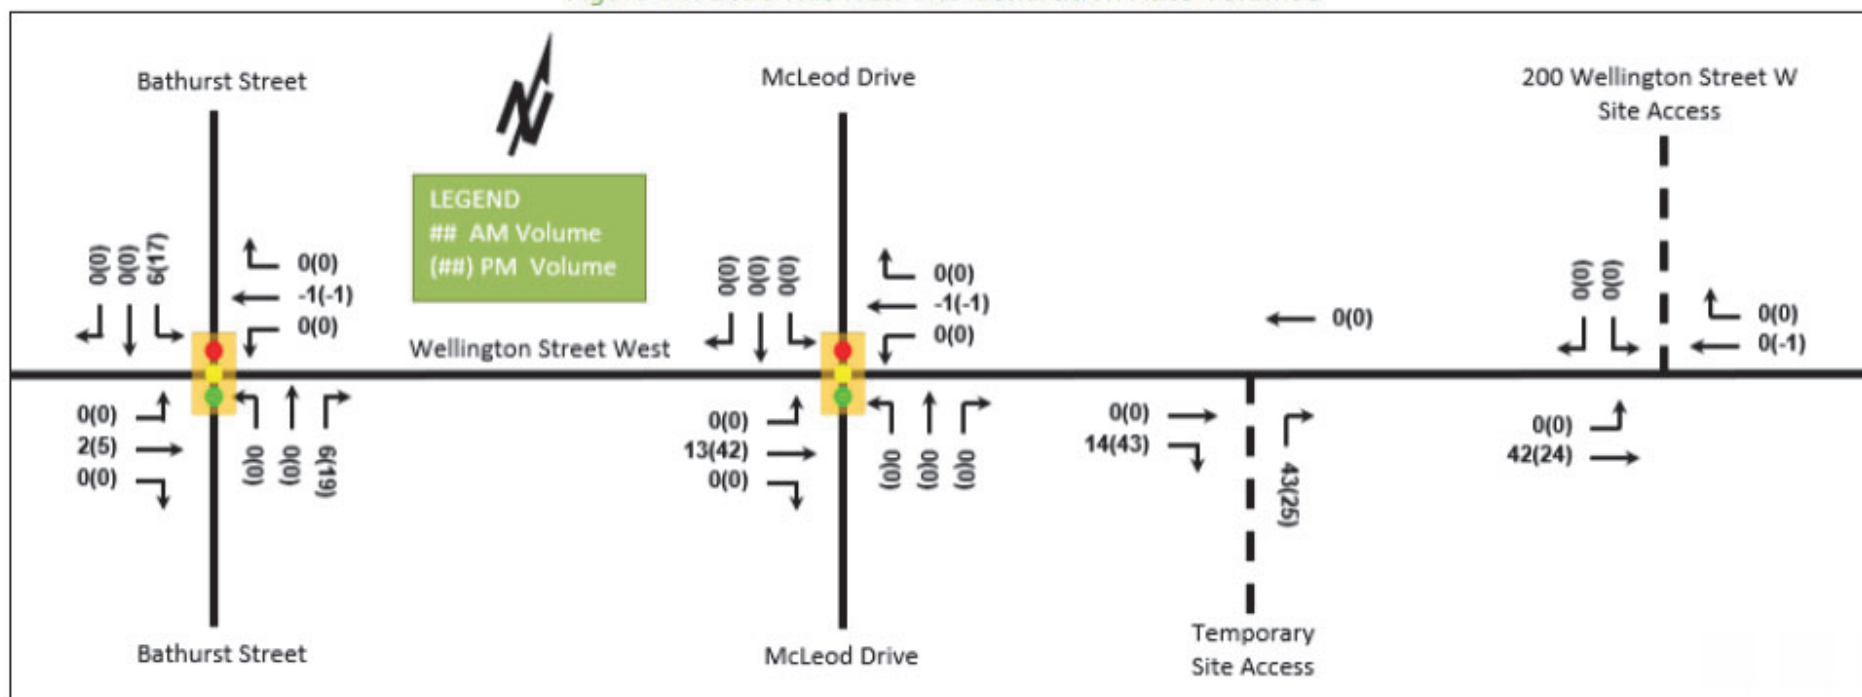 Bathurst Street
McLeod Drive
200 Wellington Street W
Site Access
N
LEGEND
## AM Volume
(##) PM Volume
0(0)
0(0)
6(17)
0(0)
-1(-1)
0(0)
0(0)
0(0)
0(0)
0(0)
-1(-1)
0(0)
0(0)
0(0)
0(0)
0(0)
0(-1)
Wellington Street West
0(0)
2(5)
0(0)
0(0)
0(0)
6(19)
0(0)
13(42)
0(0)
0(0)
0(0)
0(0)
0(0)
14(43)
43(25)
0(0)
42(24)
Bathurst Street
McLeod Drive
Temporary
Site Access